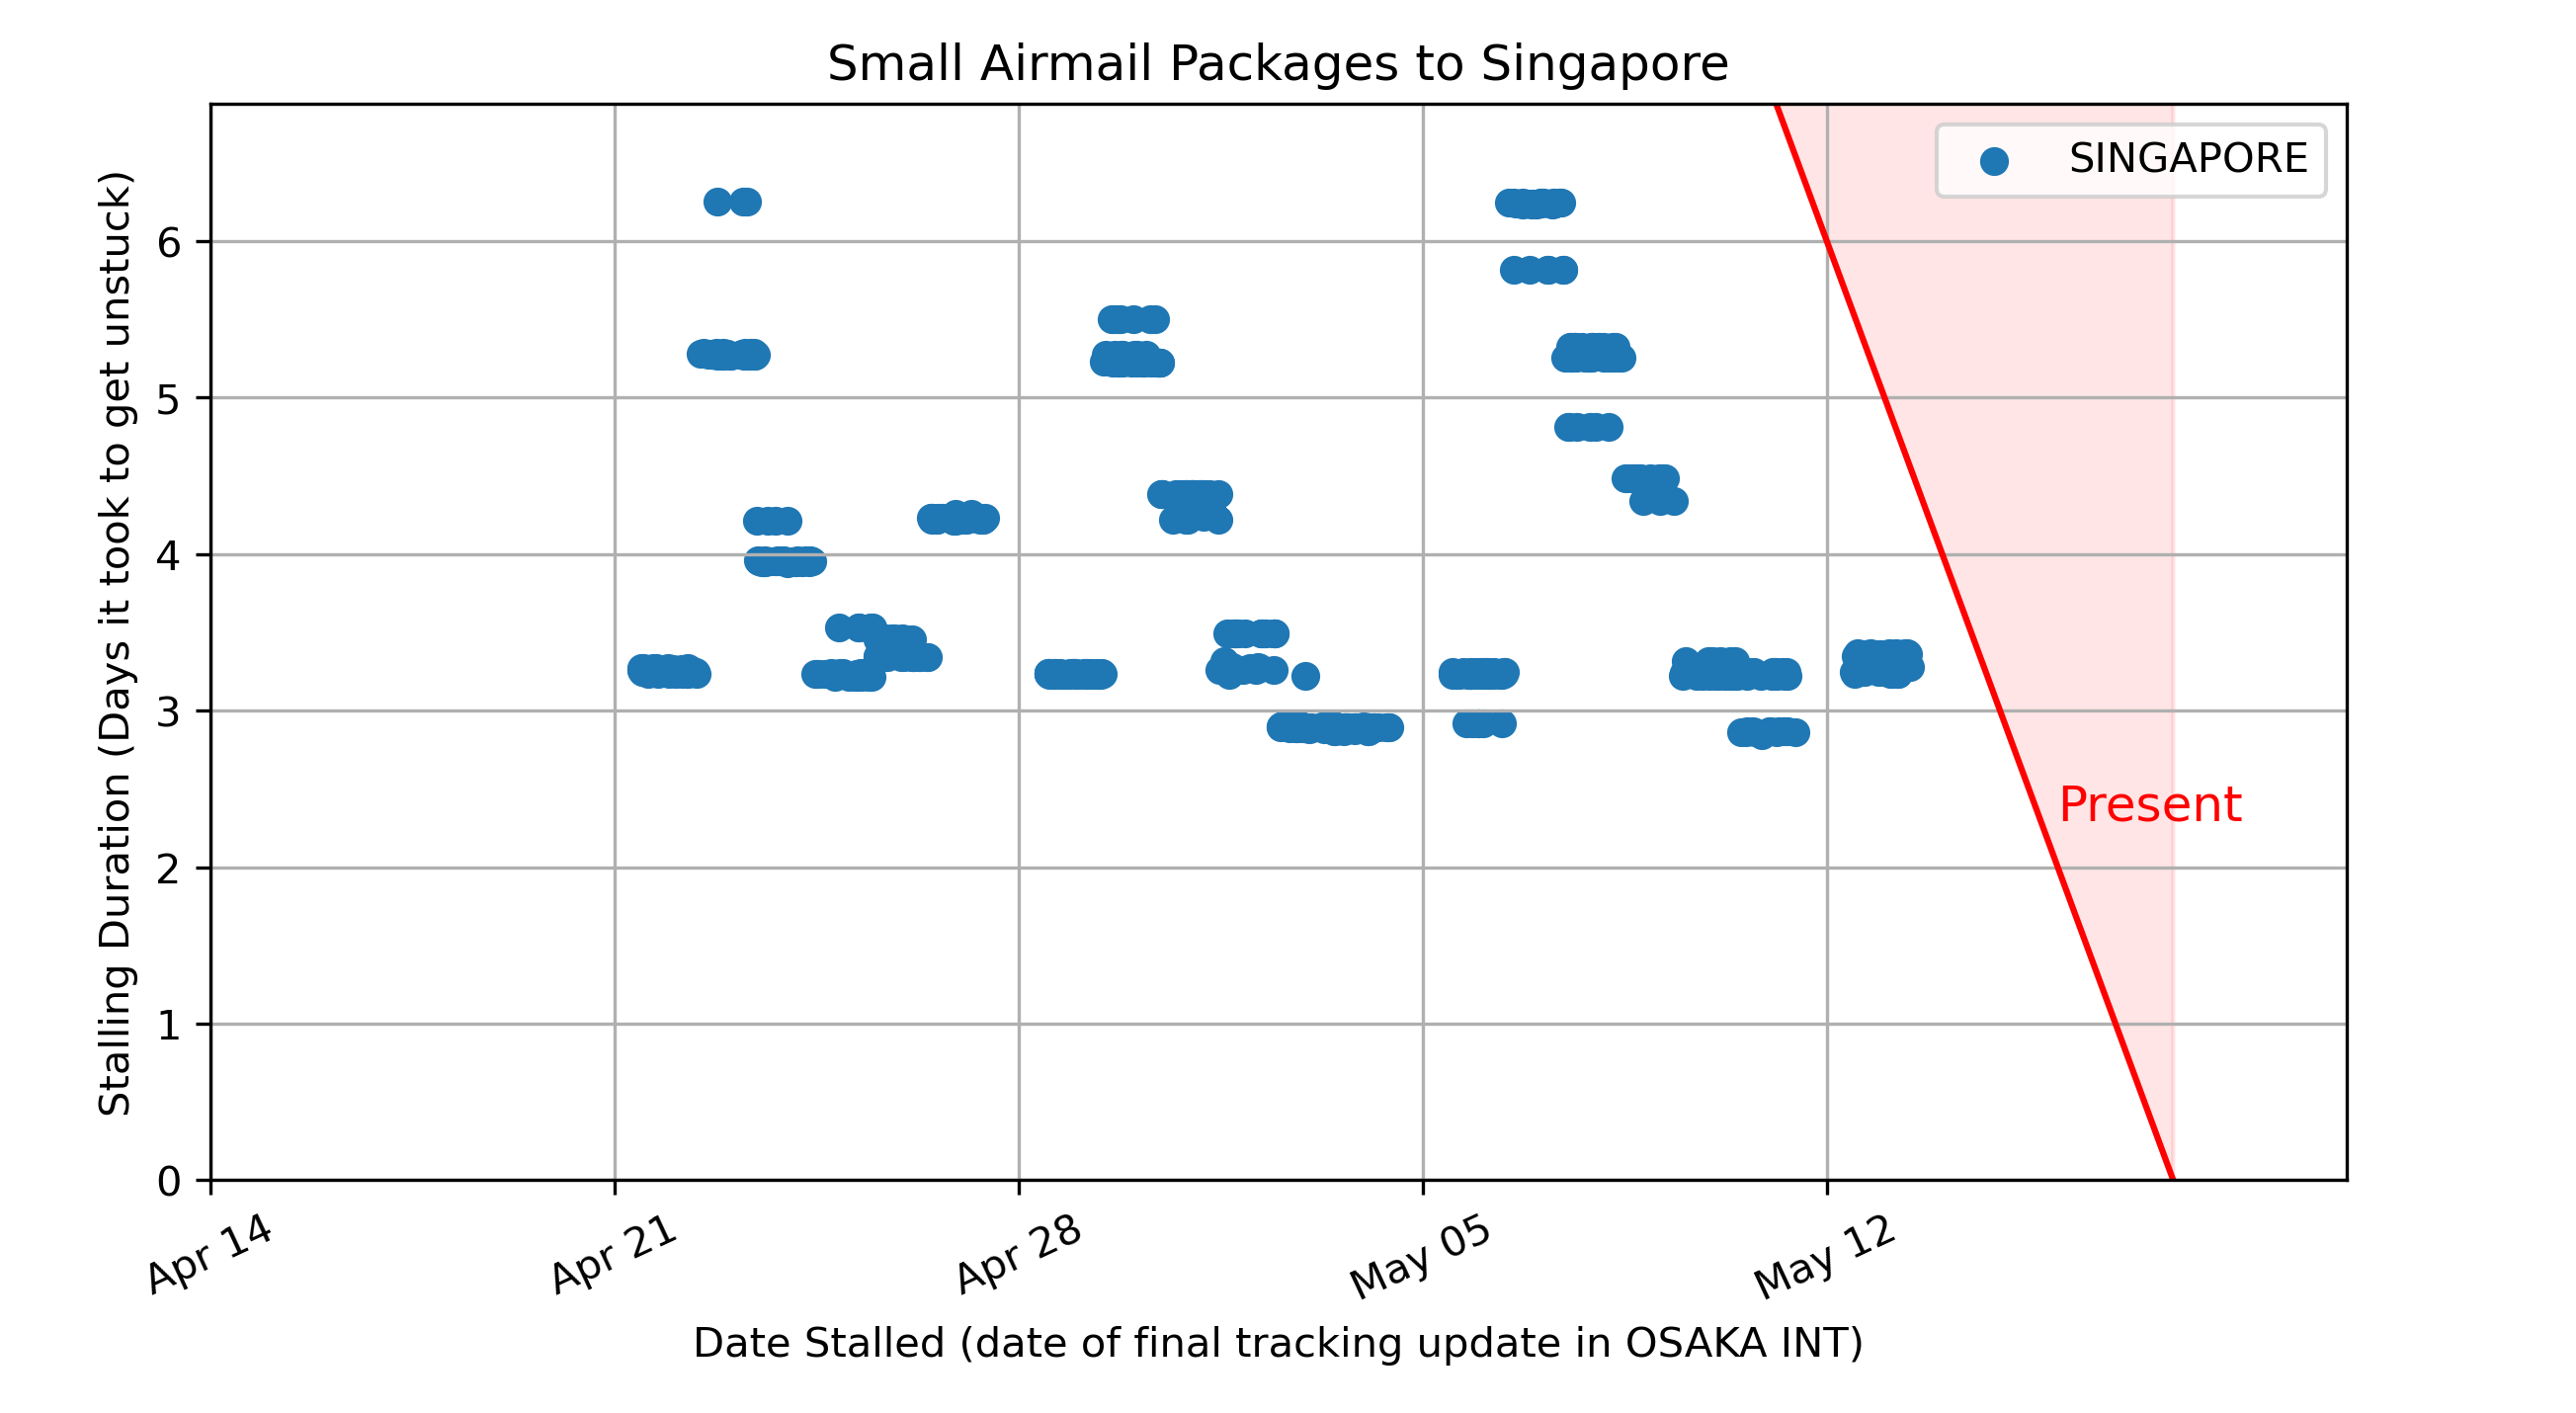 Small Airmail Packages to Singapore
SINGAPORE
Stalling Duration (Days it took to get unstuck)
6
5
4
3
2
1
0
Present
Apr 14
Apr 21
Apr 28
May 05
May 12
Date Stalled (date of final tracking update in OSAKA INT)